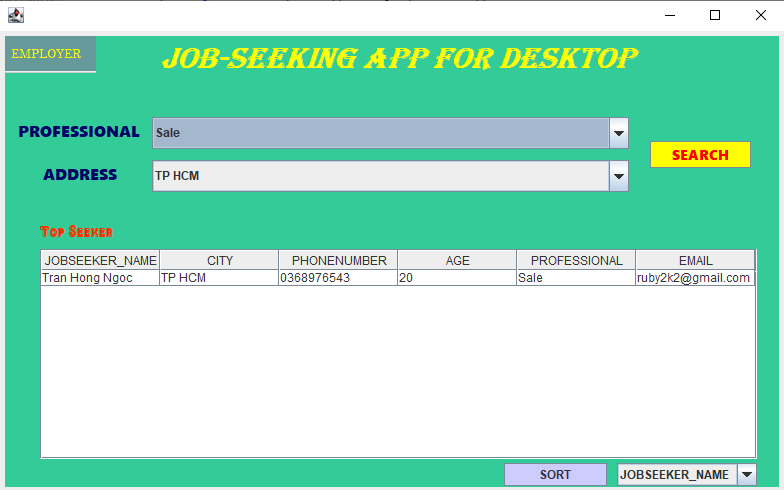 EMPLOYER
JOB-SEEKING APP FOR DESKTOP
PROFESSIONAL Sale
SEARCH
ADDRESS TP HCM
Top Seeker
JOBSEEKER_NAME CITY PHONENUMBER AGE PROFESSIONAL EMAIL
Tran Hong Ngoc TP HCM 0368976543 20 Sale ruby2k2@gmail.com
SORT JOBSEEKER_NAME